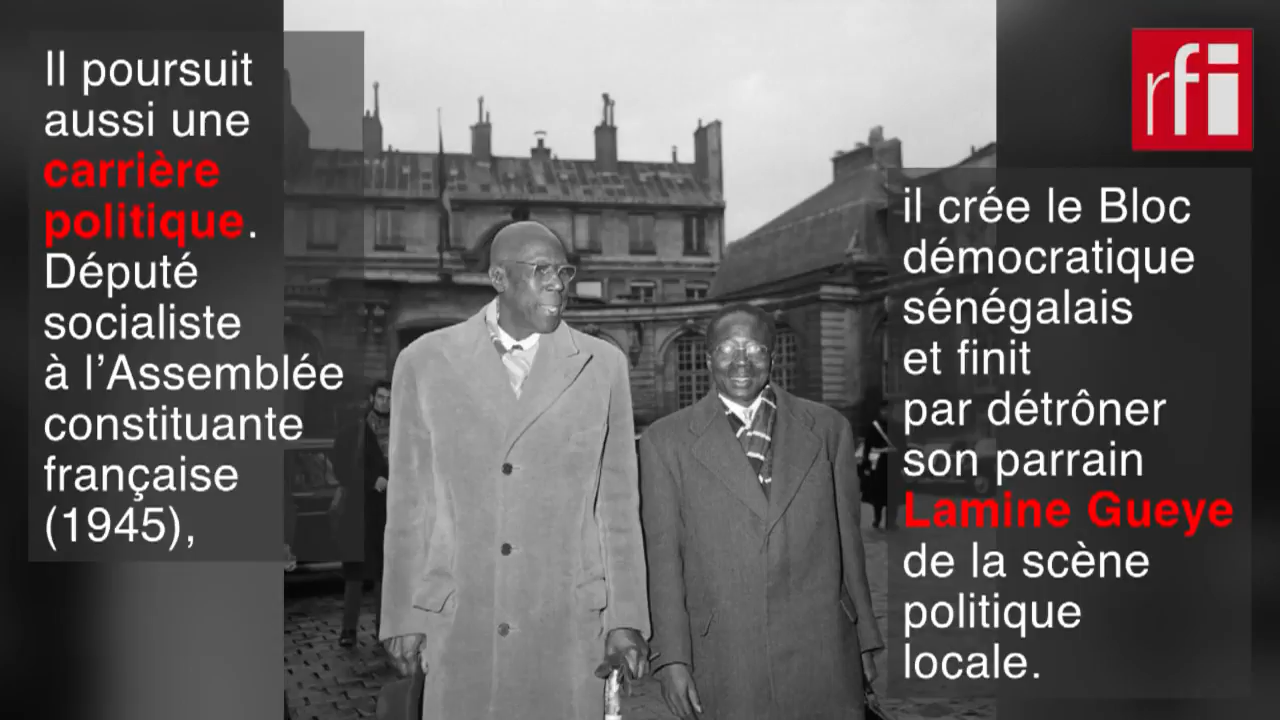 Il poursuit
aussi une
carrière
politique.
Député
socialiste
à l’Assemblée
constituante
française
(1945),
rfi
il crée le Bloc
démocratique
sénégalais
et finit
par détrôner
son parrain
Lamine Gueye
de la scène
politique
locale.